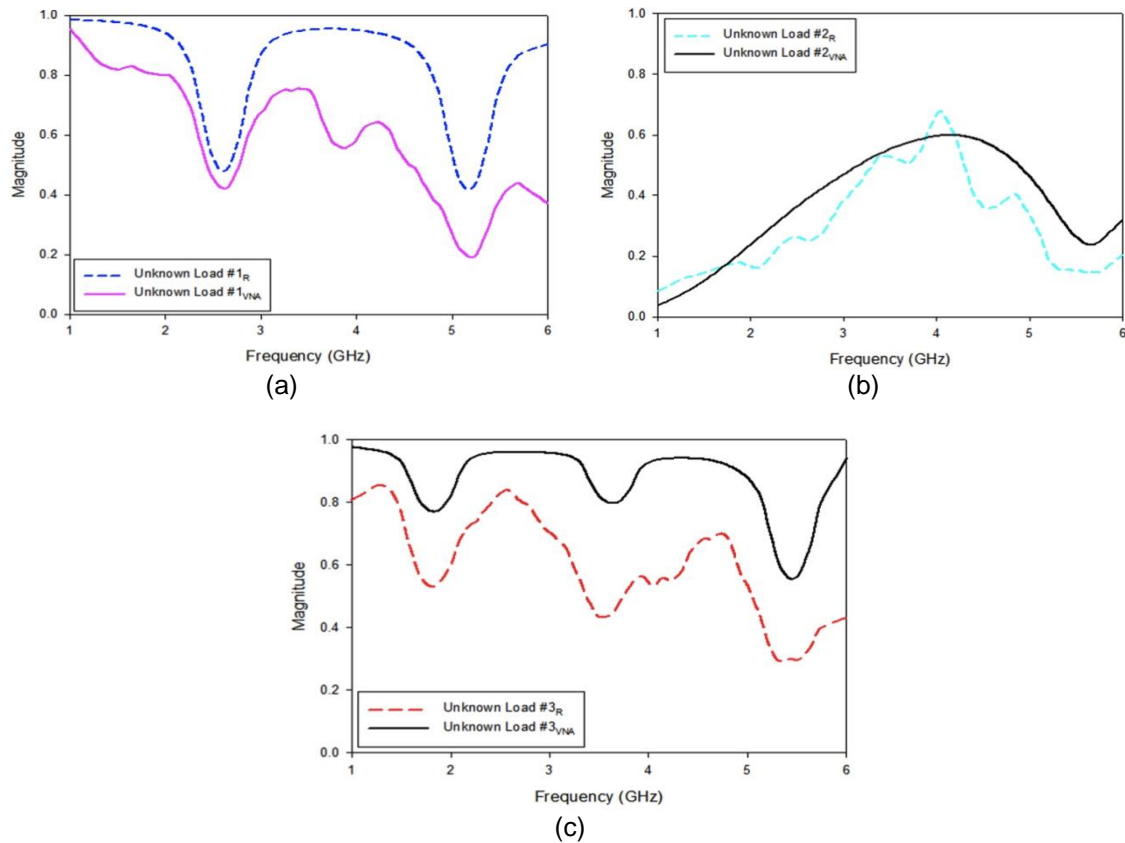 1.0
0.8
0.6
0.4
0.2
0.0
Magnitude
Unknown Load #1R
Unknown Load #1VNA
1 2 3 4 5 6
Frequency (GHz)
(a)
1.0
0.8
0.6
0.4
0.2
0.0
Magnitude
Unknown Load #2R
Unknown Load #2VNA
1 2 3 4 5 6
Frequency (GHz)
(b)
1.0
0.8
0.6
0.4
0.2
0.0
Magnitude
Unknown Load #3R
Unknown Load #3VNA
1 2 3 4 5 6
Frequency (GHz)
(c)